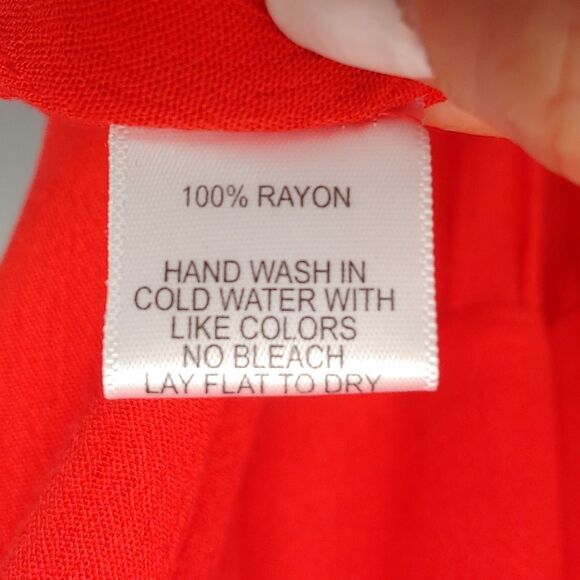 100% RAYON
HAND WASH IN
COLD WATER WITH
LIKE COLORS
NO BLEACH
LAY FLAT TO DRY